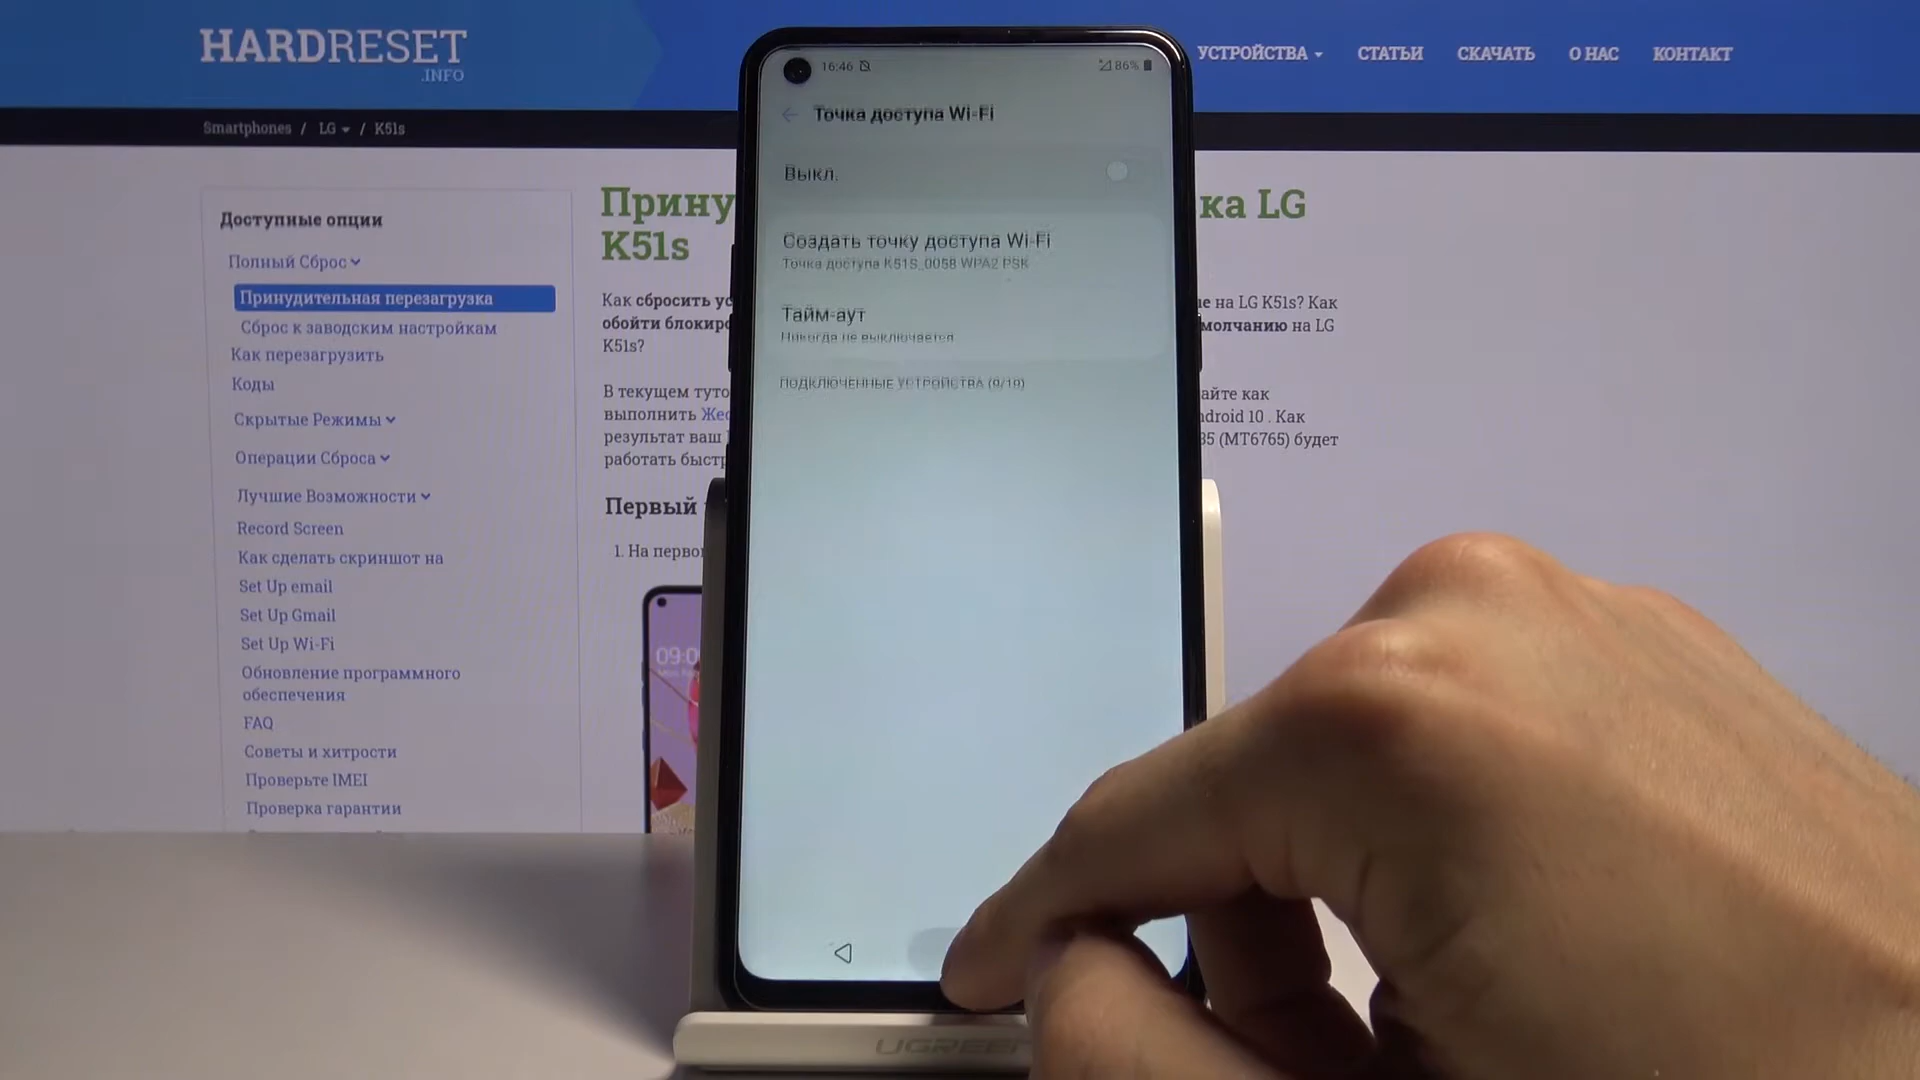 HARDRESET
.INFO
УСТРОЙСТВА
СТАТЬИ
СКАЧАТЬ
О НАС
КОНТАКТ
Smartphones / LG / K51s
Доступные опции
Полный Сброс
Принудительная перезагрузка
Сброс к заводским настройкам
Как перезагрузить
Коды
Скрытые Режимы
Операции Сброса
Лучшие Возможности
Record Screen
Как сделать скриншот на
Set Up email
Set Up Gmail
Set Up Wi-Fi
Обновление программного
обеспечения
FAQ
Советы и хитрости
Проверьте IMEI
Проверка гарантии
Прину ка LG
K51s
Как сбросить ус ие на LG K51s? Как
обойти блокирс молчанию на LG
K51s?
В текущем туто айте как
выполнить Жес ndroid 10 . Как
результат ваш 35 (MT6765) будет
работать быстр
Первый
1. На перво
09:0
16:46
86%
Точка доступа Wi-Fi
Выкл.
Создать точку доступа Wi-Fi
Точка доступа K51S_0058 WPA2 PSK
Тайм-аут
Никогда не выключается
ПОДКЛЮЧЕННЫЕ УСТРОЙСТВА (0/10)
UGREEN